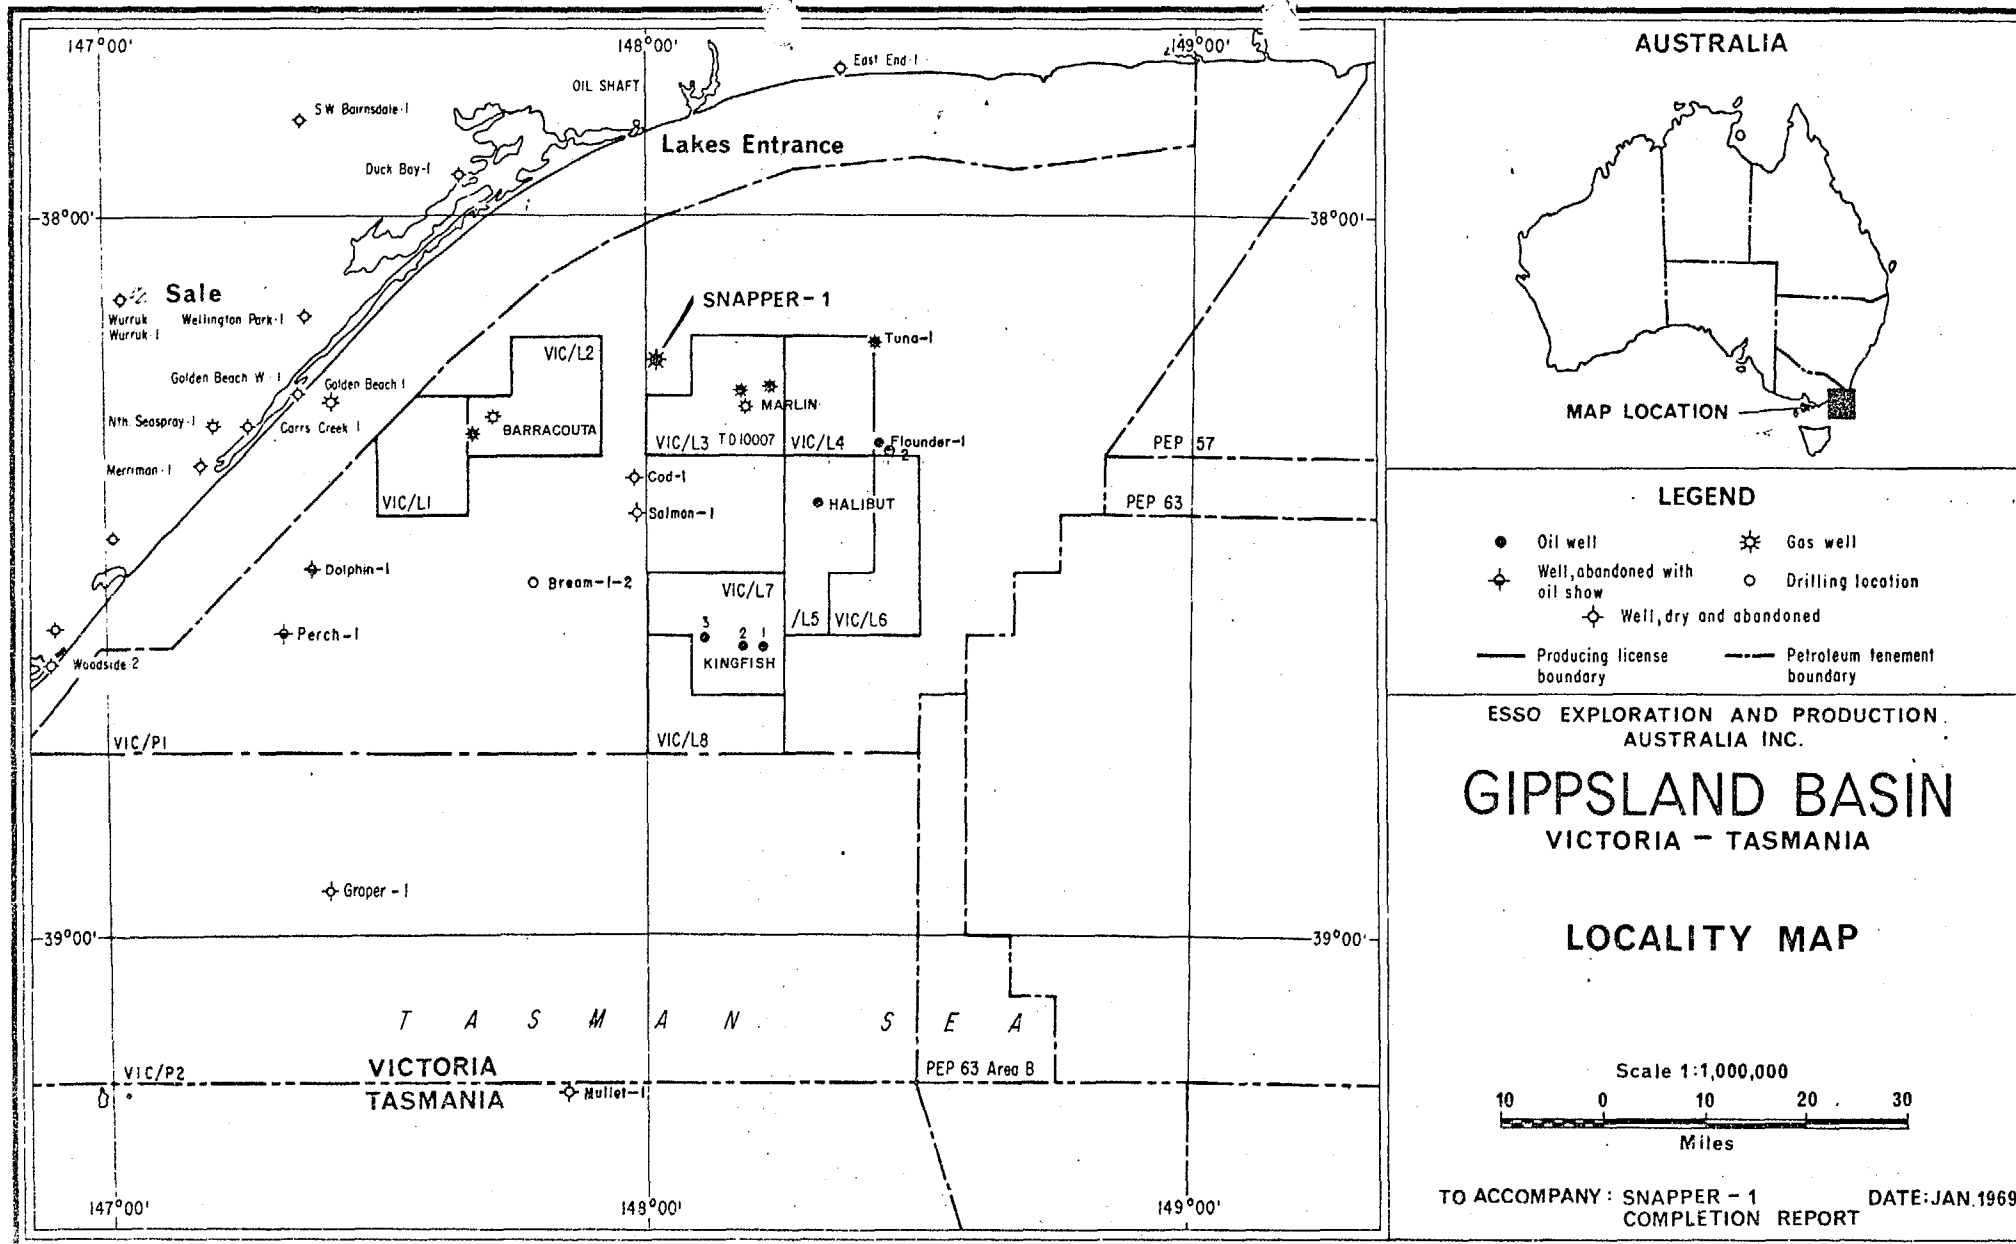 147°00'
148°00'
149°00'
East End-1
OIL SHAFT
S W Bairnsdale-1
Lakes Entrance
Duck Bay-1
38°00'
38°00'
Sale
SNAPPER-1
Wurruk
Wurruk-1
Wellington Park-1
Tuna-1
VIC/L2
Golden Beach W-1
Golden Beach 1
MARLIN
BARRACOUTA
Nth. Seaspray-1
Carrs Creek 1
VIC/L3
TD10007
VIC/L4
Flounder-1
2
PEP 57
Merriman-1
Cod-1
VIC/L1
Salmon-1
HALIBUT
PEP 63
Dolphin-1
Bream-1-2
VIC/L7
/L5
VIC/L6
Perch-1
3
2
1
KINGFISH
Woodside-2
VIC/P1
VIC/L8
Groper-1
39°00'
39°00'
TASMAN SEA
VIC/P2
VICTORIA
TASMANIA
PEP 63 Area B
Mullet-1
147°00'
148°00'
149°00'
AUSTRALIA
MAP LOCATION
LEGEND
Oil well
Gas well
Well, abandoned with
oil show
Drilling location
Well, dry and abandoned
Producing license
boundary
Petroleum tenement
boundary
ESSO EXPLORATION AND PRODUCTION
AUSTRALIA INC.
GIPPSLAND BASIN
VICTORIA - TASMANIA
LOCALITY MAP
Scale 1:1,000,000
10 0 10 20 30
Miles
TO ACCOMPANY: SNAPPER-1
COMPLETION REPORT
DATE: JAN. 1969